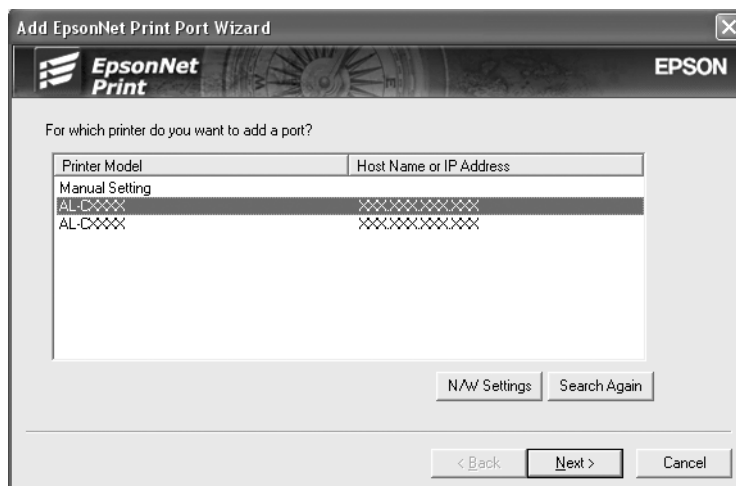 Add EpsonNet Print Port Wizard
EpsonNet
Print
EPSON
For which printer do you want to add a port?
Printer Model Host Name or IP Address
Manual Setting
AL-CXXXX XXX.XXX.XXX.XXX
AL-CXXXX XXX.XXX.XXX.XXX
N/W Settings Search Again
< Back Next > Cancel